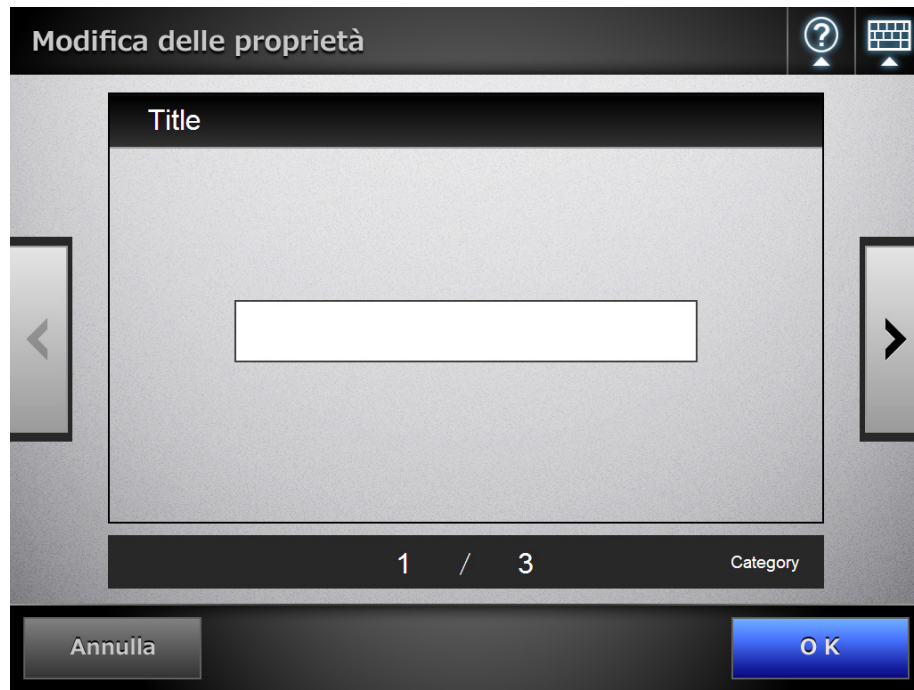 Modifica delle proprietà
?
Title
1 / 3
Category
Annulla
OK